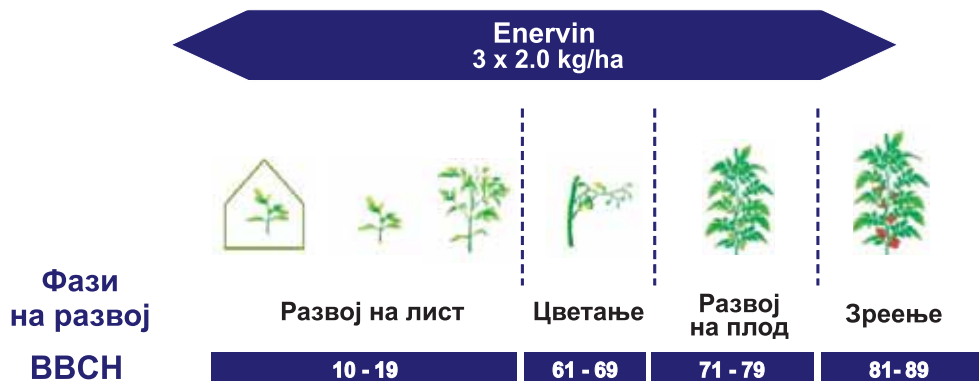 Enervin
3 x 2.0 kg/ha
Фази
на развој
Развој на лист
Цветање
Развој
на плод
Зреење
BBCH
10 - 19
61 - 69
71 - 79
81- 89